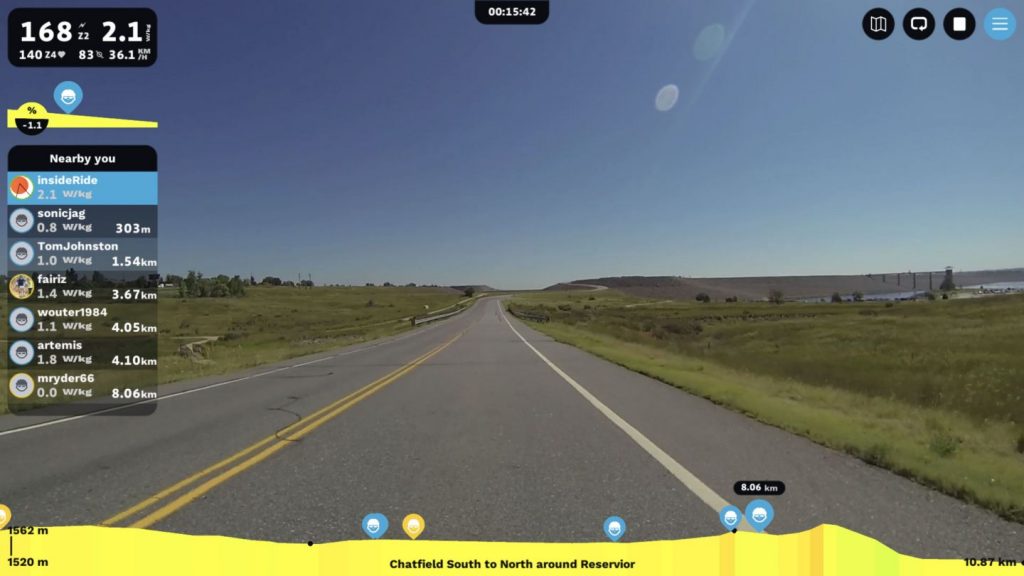 168 Z2 2.1 W/kg
140 Z4 83 36.1 KM/H
00:15:42
%
-1.1
Nearby you
insideRide
2.1 W/kg
sonicjag
0.8 W/kg 303m
TomJohnston
1.0 W/kg 1.54km
fairiz
1.4 W/kg 3.67km
wouter1984
1.1 W/kg 4.05km
artemis
1.8 W/kg 4.10km
mryder66
0.0 W/kg 8.06km
8.06 km
1562 m
1520 m
Chatfield South to North around Reservior
10.87 km